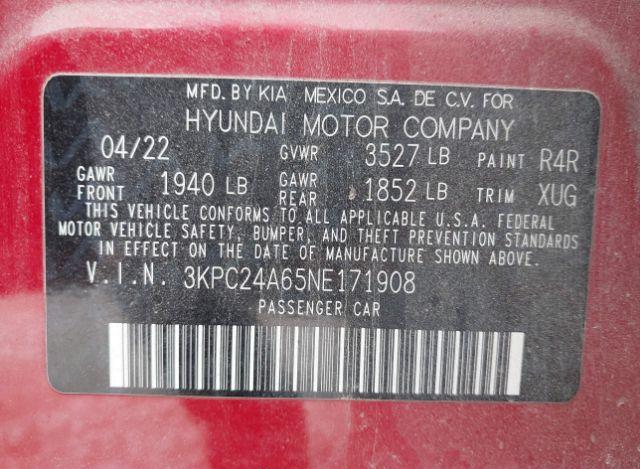 MFD. BY KIA MEXICO S.A. DE C.V. FOR
HYUNDAI MOTOR COMPANY
04/22 GVWR 3527 LB PAINT R4R
GAWR FRONT 1940 LB GAWR REAR 1852 LB TRIM XUG
THIS VEHICLE CONFORMS TO ALL APPLICABLE U.S.A. FEDERAL
MOTOR VEHICLE SAFETY, BUMPER, AND THEFT PREVENTION STANDARDS
IN EFFECT ON THE DATE OF MANUFACTURE SHOWN ABOVE.
V.I.N. 3KPC24A65NE171908
PASSENGER CAR